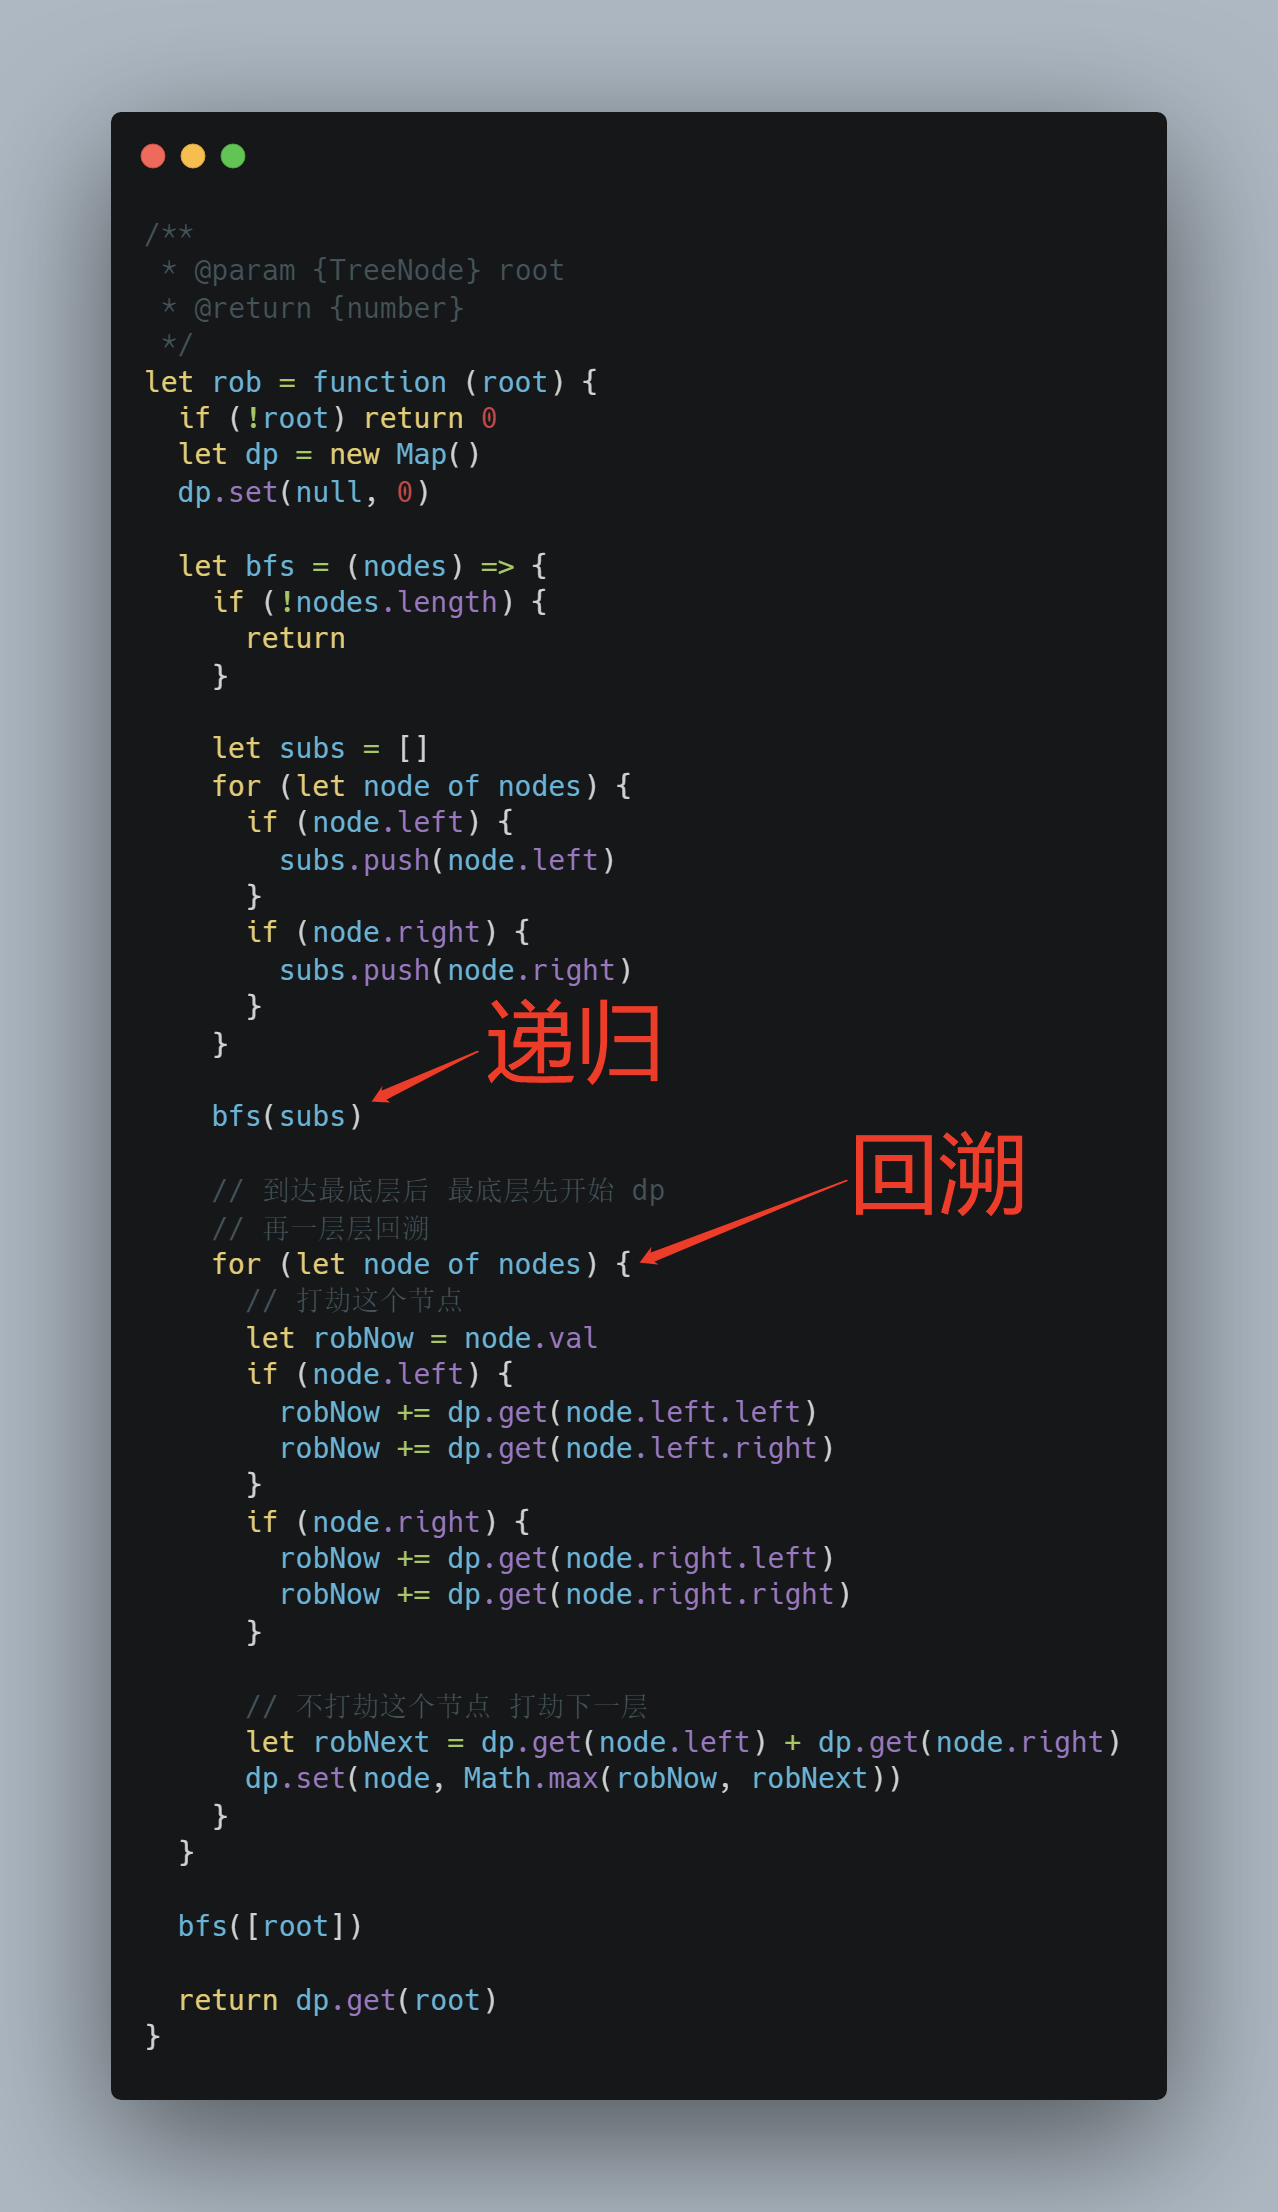 /**
 * @param {TreeNode} root
 * @return {number}
 */
let rob = function (root) {
  if (!root) return 0
  let dp = new Map()
  dp.set(null, 0)

  let bfs = (nodes) => {
    if (!nodes.length) {
      return
    }

    let subs = []
    for (let node of nodes) {
      if (node.left) {
        subs.push(node.left)
      }
      if (node.right) {
        subs.push(node.right)
      }
    }
递归
    bfs(subs)
回溯
    // 到达最底层后 最底层先开始 dp
    // 再一层层回溯
    for (let node of nodes) {
      // 打劫这个节点
      let robNow = node.val
      if (node.left) {
        robNow += dp.get(node.left.left)
        robNow += dp.get(node.left.right)
      }
      if (node.right) {
        robNow += dp.get(node.right.left)
        robNow += dp.get(node.right.right)
      }

      // 不打劫这个节点 打劫下一层
      let robNext = dp.get(node.left) + dp.get(node.right)
      dp.set(node, Math.max(robNow, robNext))
    }
  }

  bfs([root])

  return dp.get(root)
}